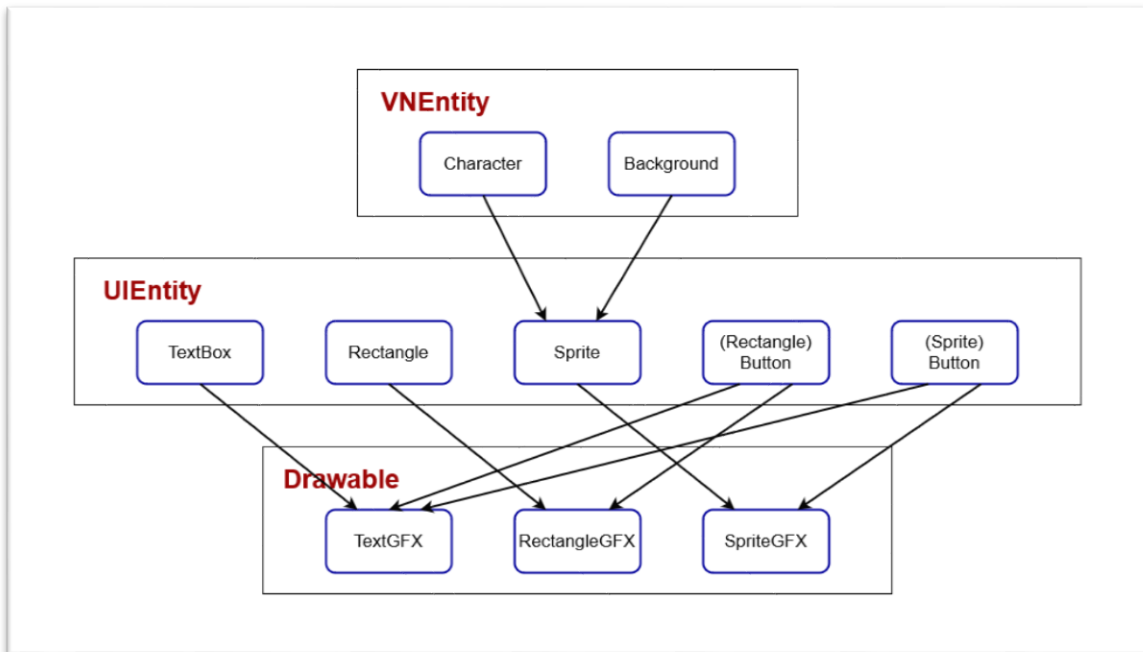 VNEntity
Character
Background
UIEntity
TextBox
Rectangle
Sprite
(Rectangle)
Button
(Sprite)
Button
Drawable
TextGFX
RectangleGFX
SpriteGFX